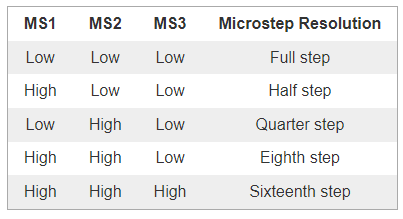 MS1 MS2 MS3 Microstep Resolution
Low Low Low Full step
High Low Low Half step
Low High Low Quarter step
High High Low Eighth step
High High High Sixteenth step